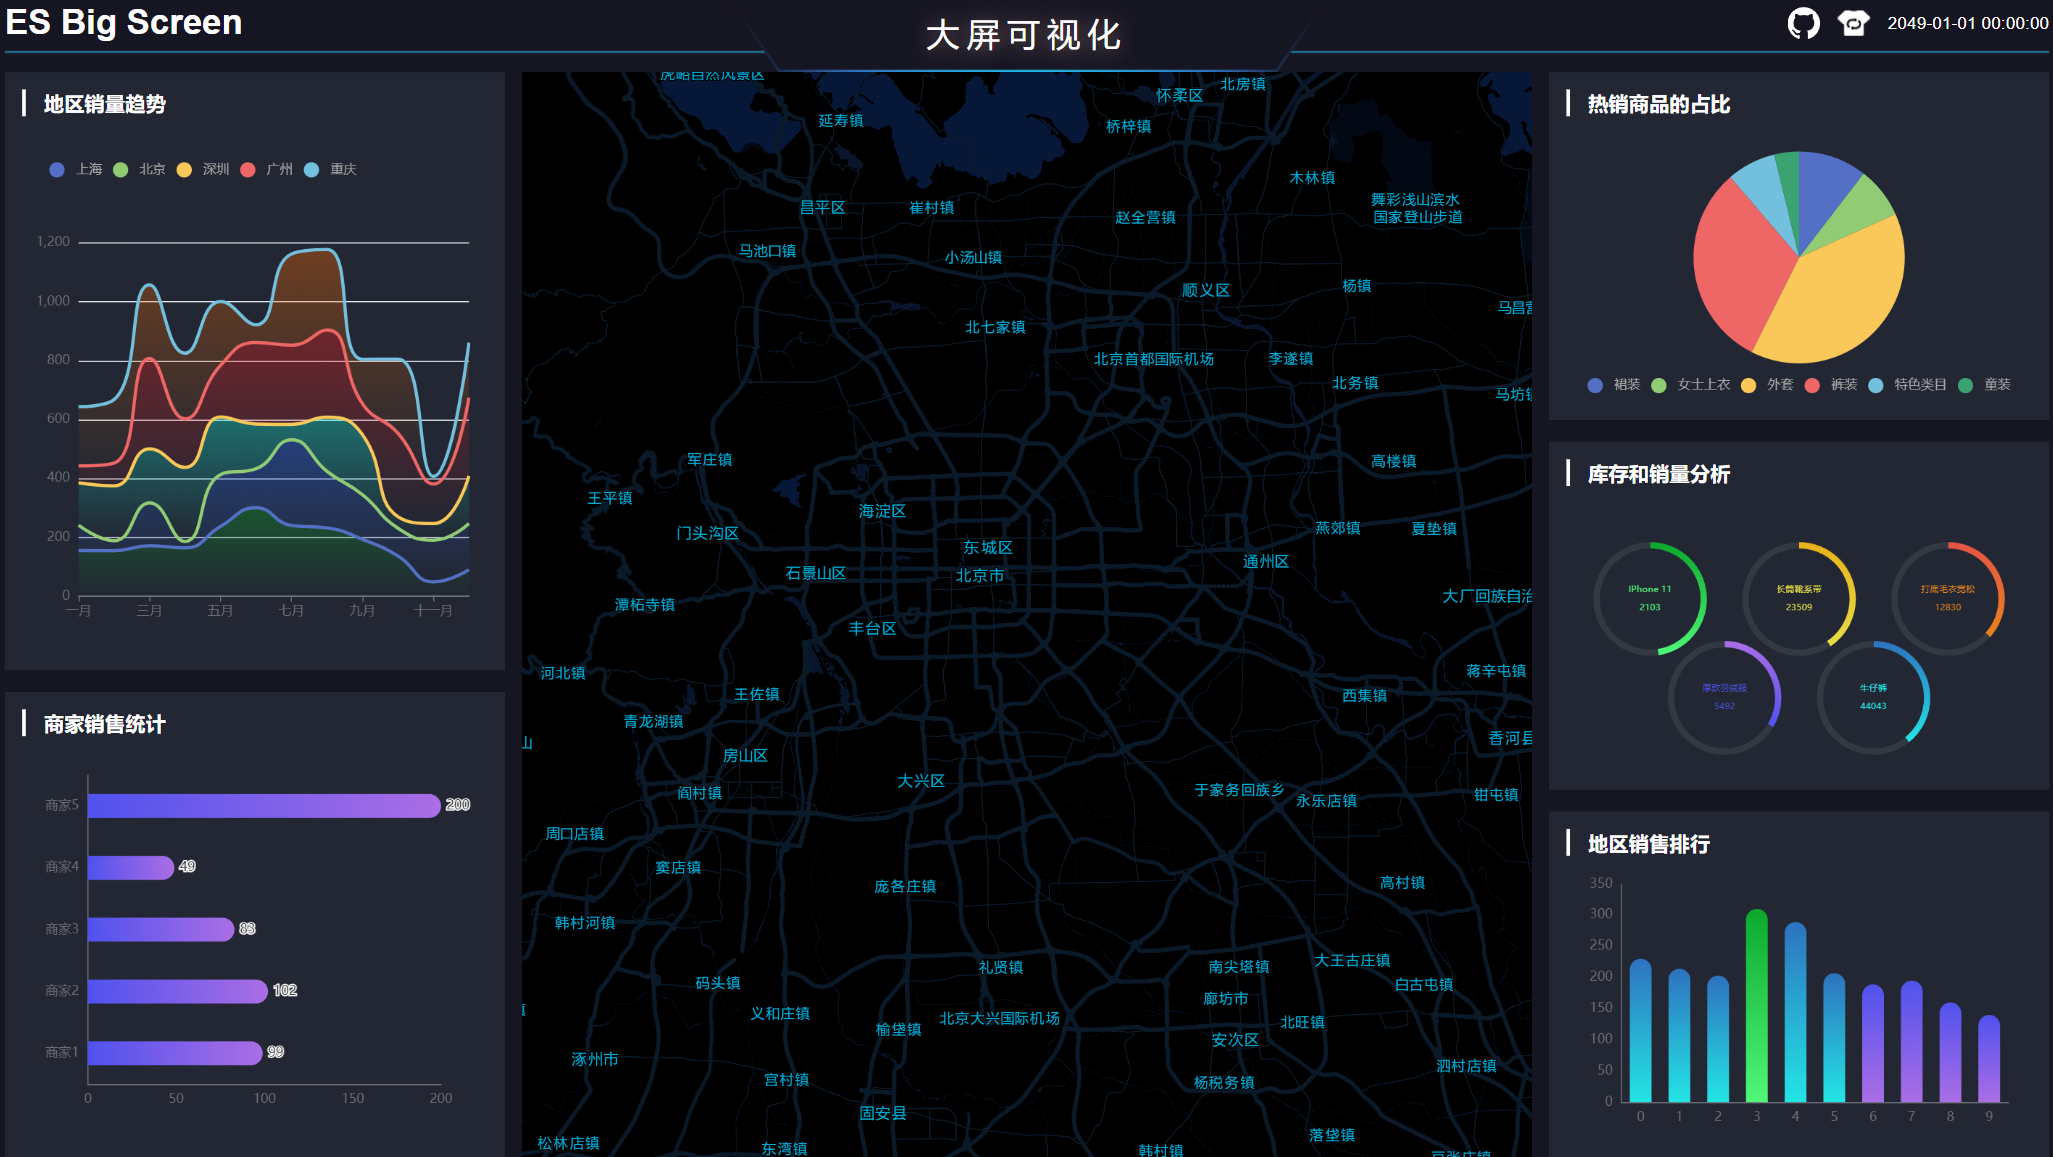 ES Big Screen
大屏可视化
2049-01-01 00:00:00
地区销量趋势
上海 北京 深圳 广州 重庆
1,200
1,000
800
600
400
200
0
一月 三月 五月 七月 九月 十一月
商家销售统计
商家5 200
商家4 49
商家3 83
商家2 102
商家1 99
0 50 100 150 200
虎峪自然风景区
北房镇
怀柔区
延寿镇
桥梓镇
木林镇
舞彩浅山滨水
国家登山步道
昌平区
崔村镇
赵全营镇
马池口镇
小汤山镇
杨镇
顺义区
马昌营
北七家镇
北京首都国际机场
李遂镇
北务镇
马坊镇
军庄镇
高楼镇
王平镇
海淀区
燕郊镇
夏垫镇
门头沟区
东城区
通州区
石景山区
北京市
大厂回族自治
潭柘寺镇
丰台区
河北镇
蒋辛屯镇
王佐镇
西集镇
青龙湖镇
香河县
山
房山区
大兴区
阎村镇
于家务回族乡
永乐店镇
钳屯镇
周口店镇
窦店镇
庞各庄镇
高村镇
韩村河镇
礼贤镇
南尖塔镇
大王古庄镇
码头镇
白古屯镇
廊坊市
义和庄镇
榆垡镇
北京大兴国际机场
北旺镇
安次区
涿州市
泗村店镇
宫村镇
杨税务镇
固安县
落垡镇
松林店镇
东湾镇
韩村镇
热销商品的占比
裙装 女士上衣 外套 裤装 特色类目 童装
库存和销量分析
IPhone 11
2103
长筒靴系带
23509
打底毛衣宽松
12830
厚款羽绒服
5492
牛仔裤
44043
地区销售排行
350
300
250
200
150
100
50
0
0 1 2 3 4 5 6 7 8 9